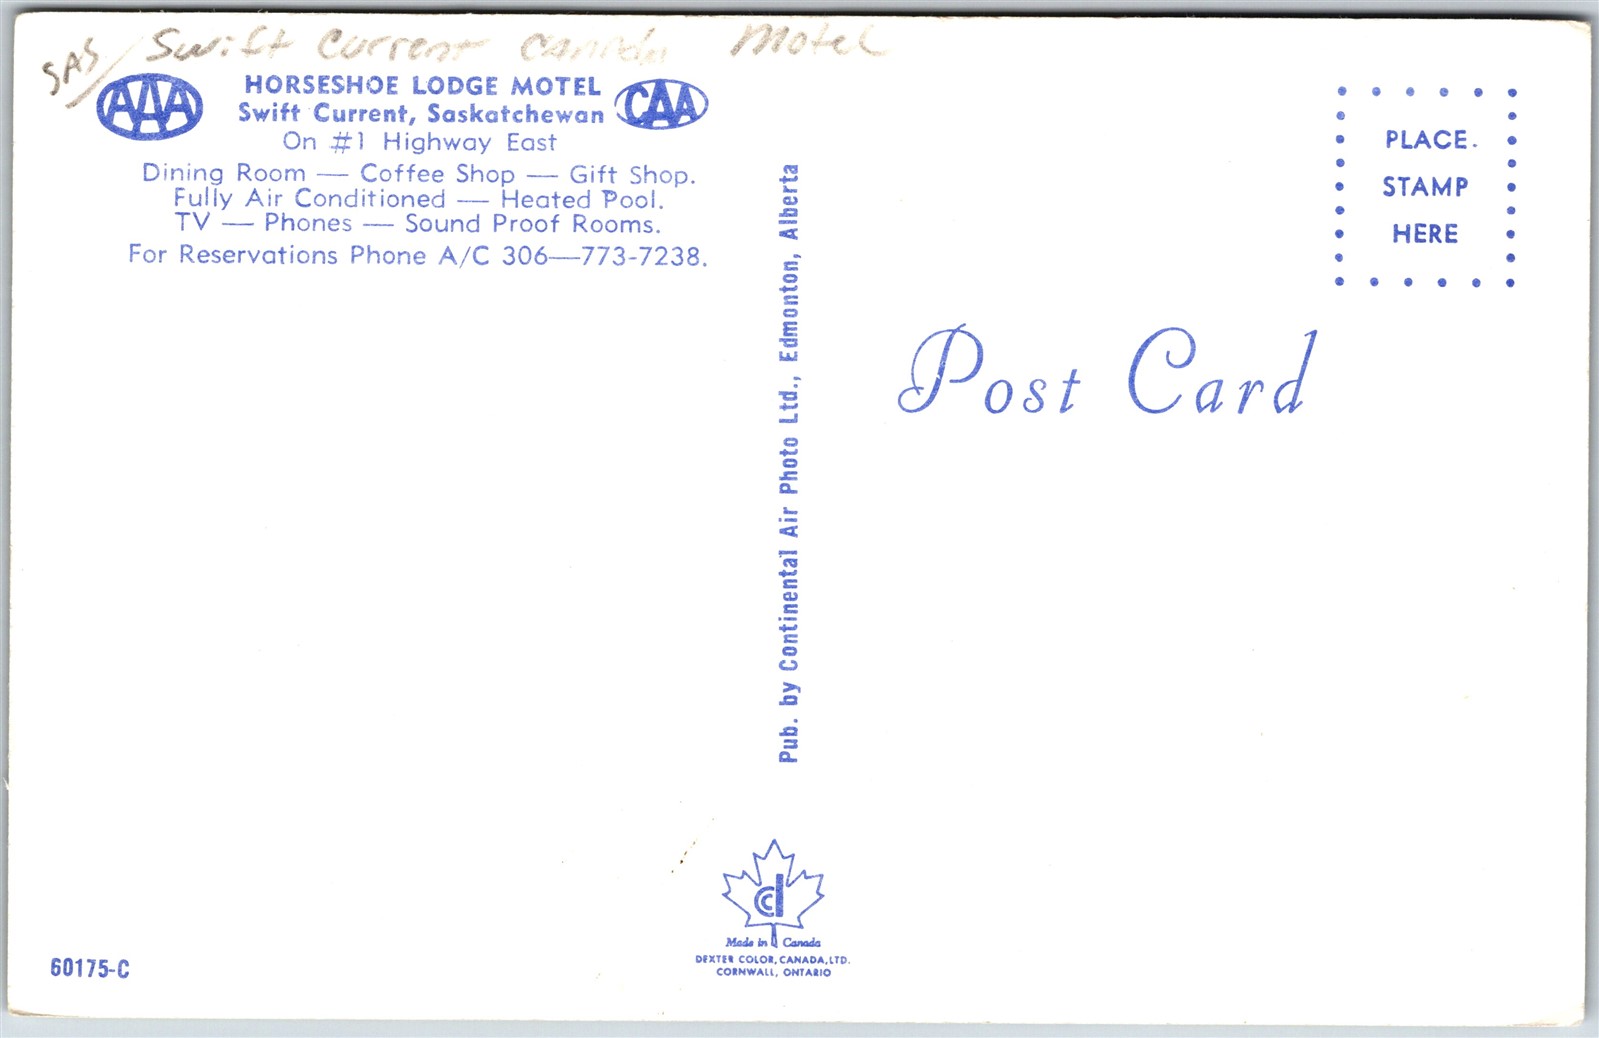 SAS/ Swift Current Canada Motel
AAA
HORSESHOE LODGE MOTEL
CAA
Swift Current, Saskatchewan
On #1 Highway East
Dining Room — Coffee Shop — Gift Shop.
Fully Air Conditioned — Heated Pool.
TV — Phones — Sound Proof Rooms.
For Reservations Phone A/C 306—773-7238.
Pub. by Continental Air Photo Ltd., Edmonton, Alberta
PLACE
STAMP
HERE
Post Card
cd
Made in Canada
DEXTER COLOR, CANADA, LTD.
CORNWALL, ONTARIO
60175-C